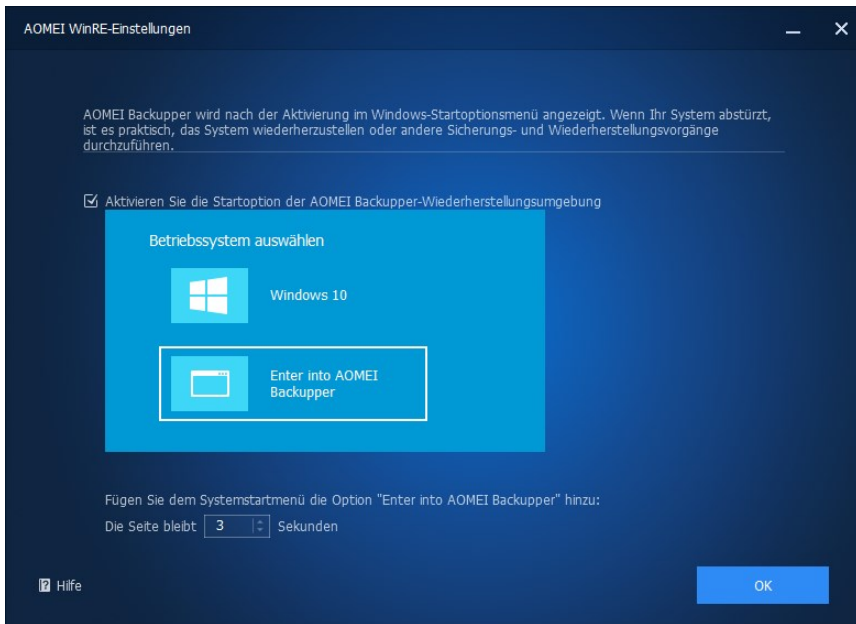 AOMEI WinRE-Einstellungen
AOMEI Backupper wird nach der Aktivierung im Windows-Startoptionsmenü angezeigt. Wenn Ihr System abstürzt,
ist es praktisch, das System wiederherzustellen oder andere Sicherungs- und Wiederherstellungsvorgänge
durchzuführen.
Aktivieren Sie die Startoption der AOMEI Backupper-Wiederherstellungsumgebung
Betriebssystem auswählen
Windows 10
Enter into AOMEI
Backupper
Fügen Sie dem Systemstartmenü die Option "Enter into AOMEI Backupper" hinzu:
Die Seite bleibt 3 Sekunden
Hilfe
OK